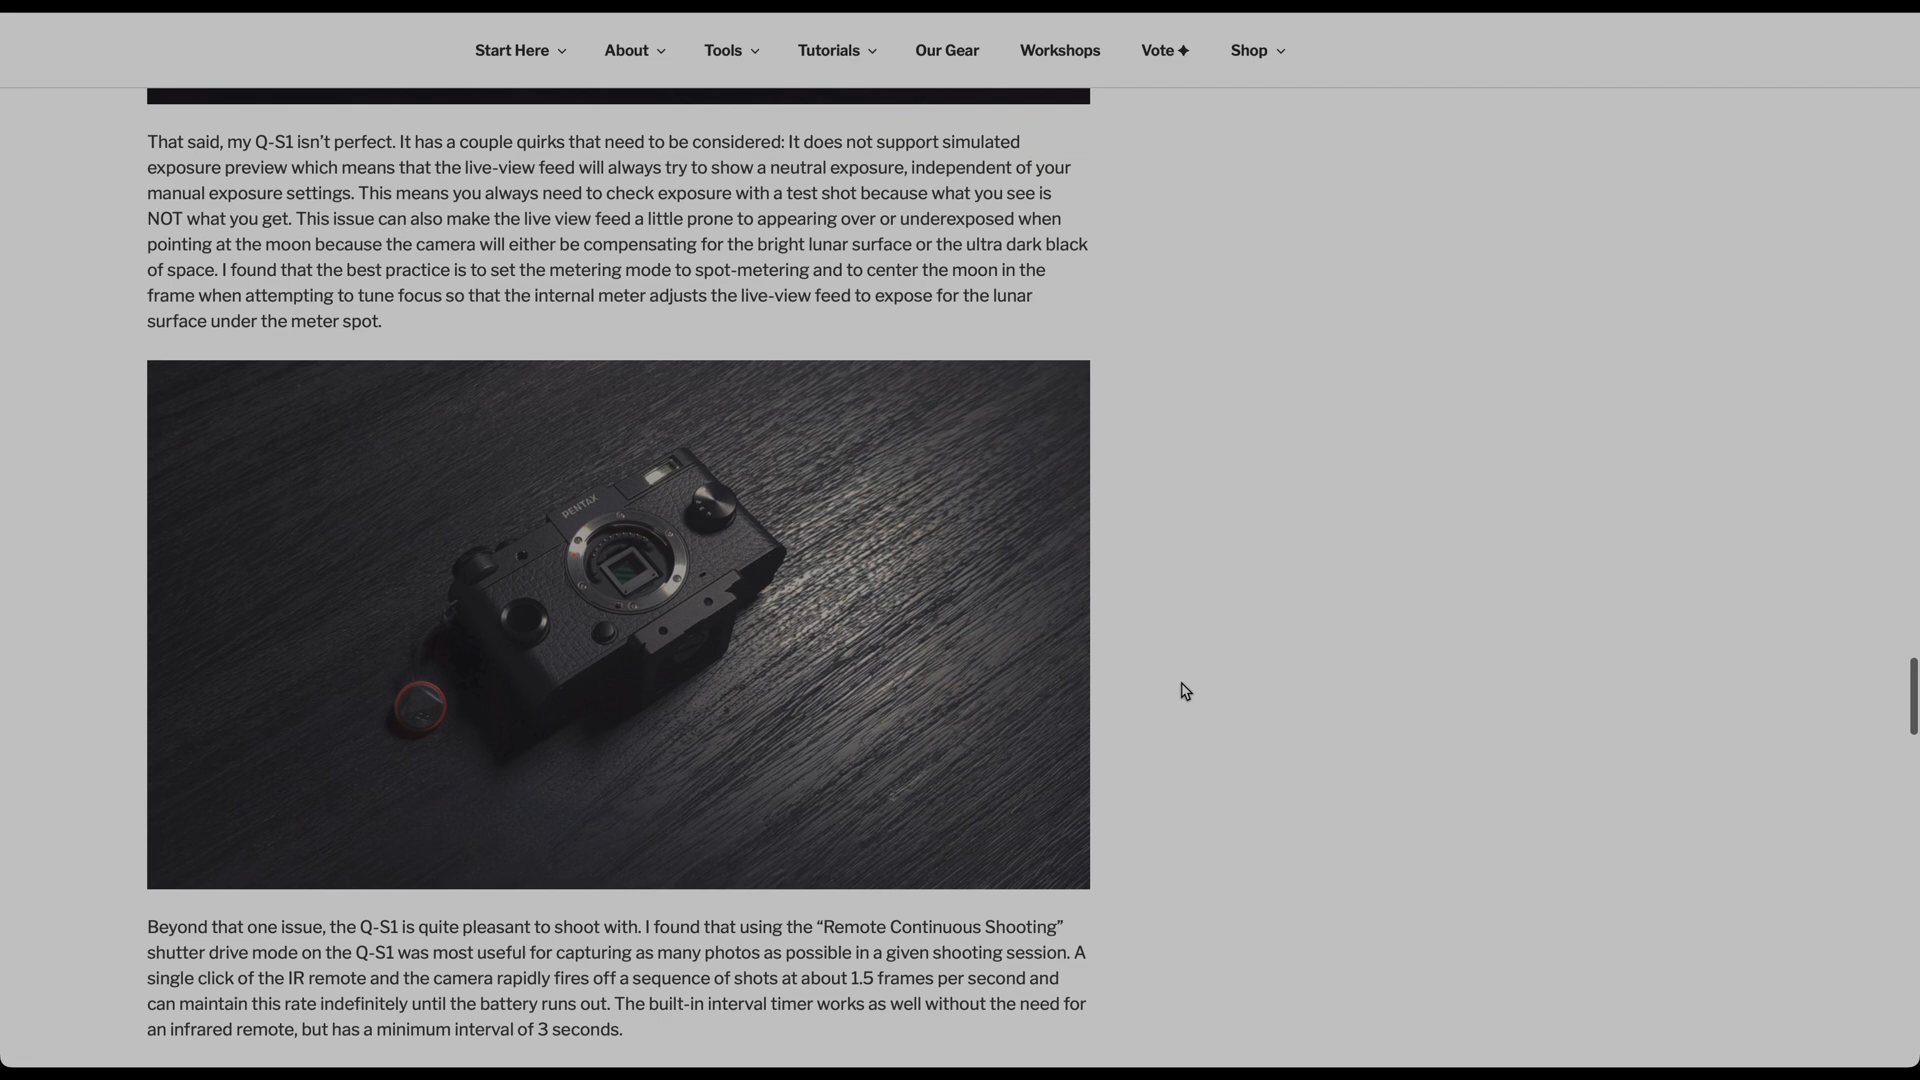 Start Here About Tools Tutorials Our Gear Workshops Vote ✦ Shop
That said, my Q-S1 isn’t perfect. It has a couple quirks that need to be considered: It does not support simulated
exposure preview which means that the live-view feed will always try to show a neutral exposure, independent of your
manual exposure settings. This means you always need to check exposure with a test shot because what you see is
NOT what you get. This issue can also make the live view feed a little prone to appearing over or underexposed when
pointing at the moon because the camera will either be compensating for the bright lunar surface or the ultra dark black
of space. I found that the best practice is to set the metering mode to spot-metering and to center the moon in the
frame when attempting to tune focus so that the internal meter adjusts the live-view feed to expose for the lunar
surface under the meter spot.
PENTAX
Beyond that one issue, the Q-S1 is quite pleasant to shoot with. I found that using the “Remote Continuous Shooting”
shutter drive mode on the Q-S1 was most useful for capturing as many photos as possible in a given shooting session. A
single click of the IR remote and the camera rapidly fires off a sequence of shots at about 1.5 frames per second and
can maintain this rate indefinitely until the battery runs out. The built-in interval timer works as well without the need for
an infrared remote, but has a minimum interval of 3 seconds.